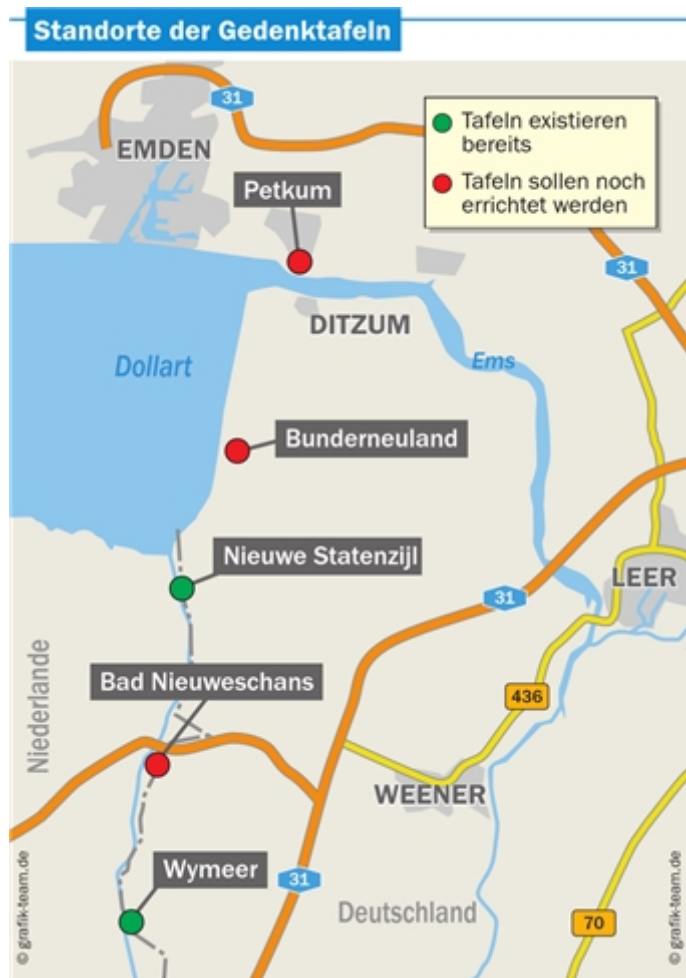 Standorte der Gedenktafeln
31
Tafeln existieren
bereits
Tafeln sollen noch
errichtet werden
EMDEN
Petkum
31
DITZUM
Dollart
Ems
Bunderneuland
Nieuwe Statenzijl
LEER
31
Niederlande
Bad Nieuweschans
436
WEENER
Wymeer
31
Deutschland
70
© grafik-team.de
© grafik-team.de